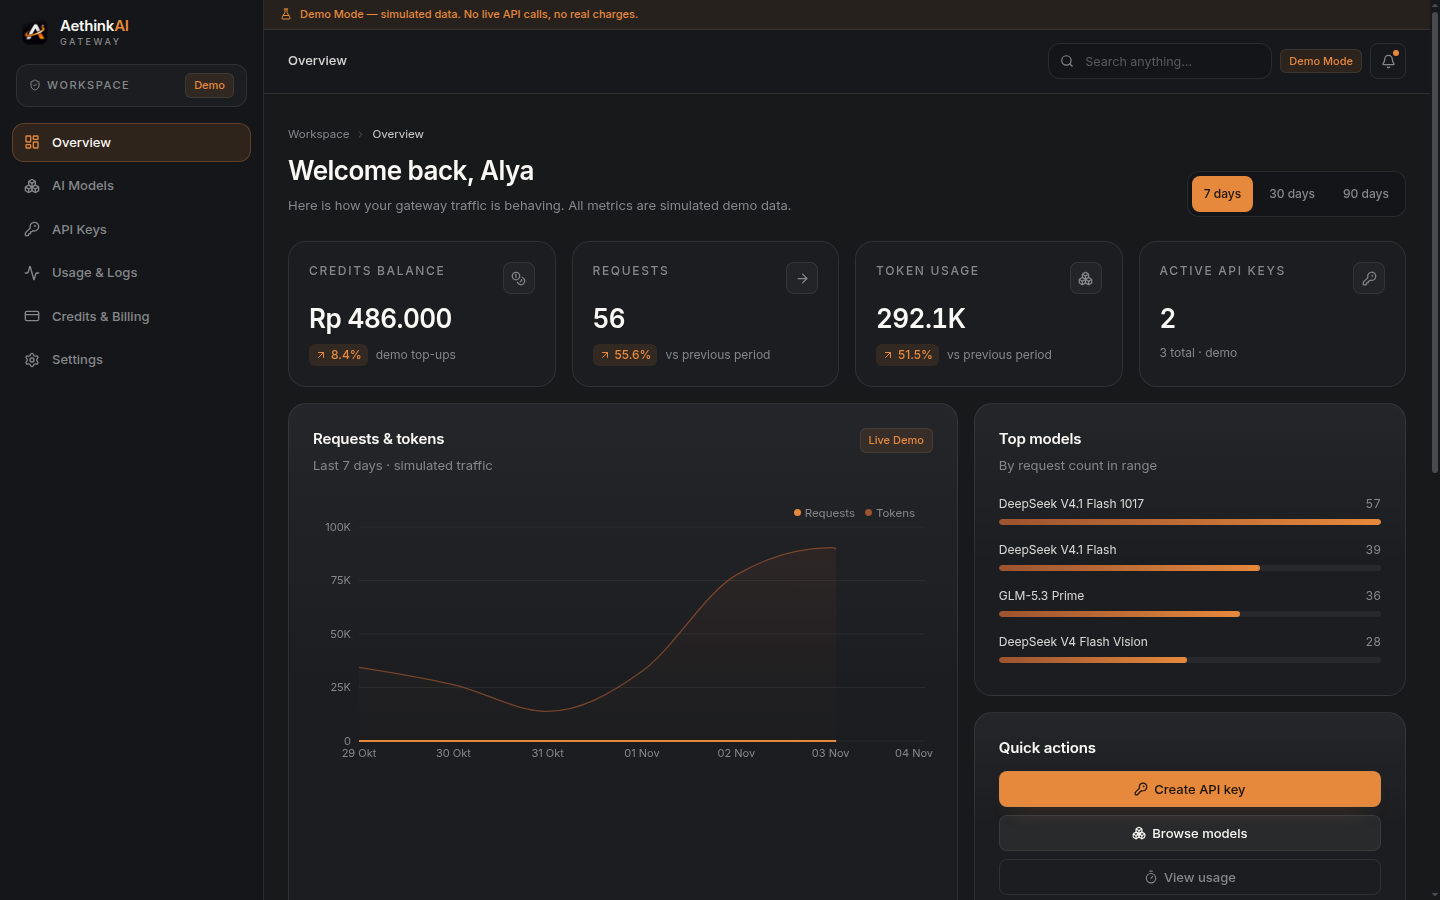 AethinkAI
GATEWAY
WORKSPACE
Demo
Overview
AI Models
API Keys
Usage & Logs
Credits & Billing
Settings
Demo Mode — simulated data. No live API calls, no real charges.
Overview
Search anything...
Demo Mode
Workspace > Overview
Welcome back, Alya
Here is how your gateway traffic is behaving. All metrics are simulated demo data.
7 days
30 days
90 days
CREDITS BALANCE
Rp 486.000
8.4% demo top-ups
REQUESTS
56
55.6% vs previous period
TOKEN USAGE
292.1K
51.5% vs previous period
ACTIVE API KEYS
2
3 total · demo
Requests & tokens
Live Demo
Last 7 days · simulated traffic
Requests
Tokens
100K
75K
50K
25K
0
29 Okt
30 Okt
31 Okt
01 Nov
02 Nov
03 Nov
04 Nov
Top models
By request count in range
DeepSeek V4.1 Flash 1017 57
DeepSeek V4.1 Flash 39
GLM-5.3 Prime 36
DeepSeek V4 Flash Vision 28
Quick actions
Create API key
Browse models
View usage